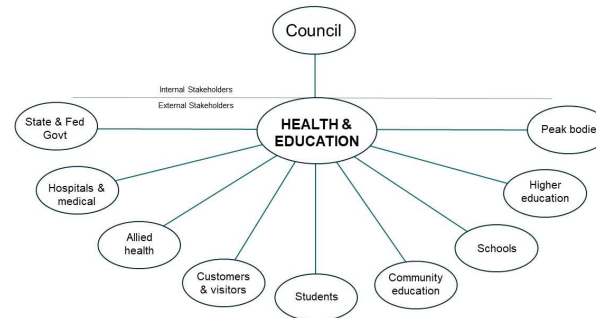 Council
Internal Stakeholders
External Stakeholders
State & Fed
Govt
HEALTH &
EDUCATION
Peak bodie
Hospitals &
medical
Higher
education
Allied
health
Schools
Customers
& visitors
Community
education
Students